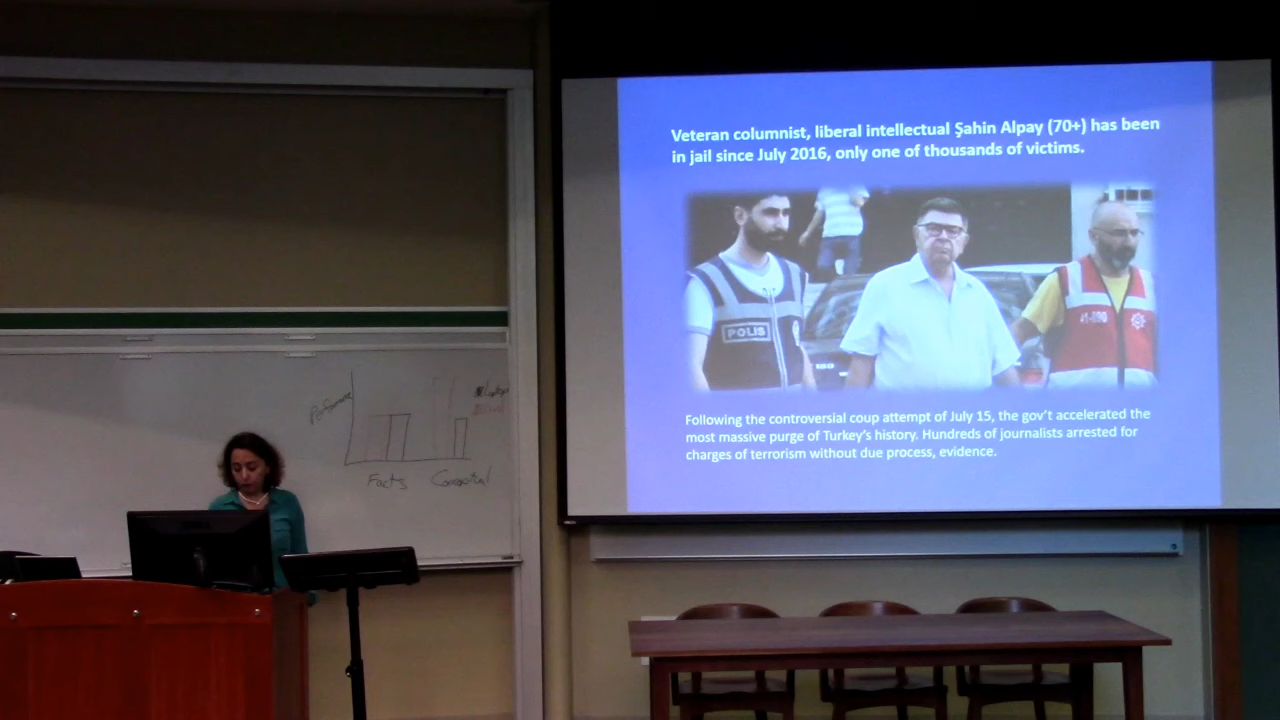 Veteran columnist, liberal intellectual Şahin Alpay (70+) has been
in jail since July 2016, only one of thousands of victims.
POLIS
Following the controversial coup attempt of July 15, the gov't accelerated the
most massive purge of Turkey's history. Hundreds of journalists arrested for
charges of terrorism without due process, evidence.
Performance
Facts